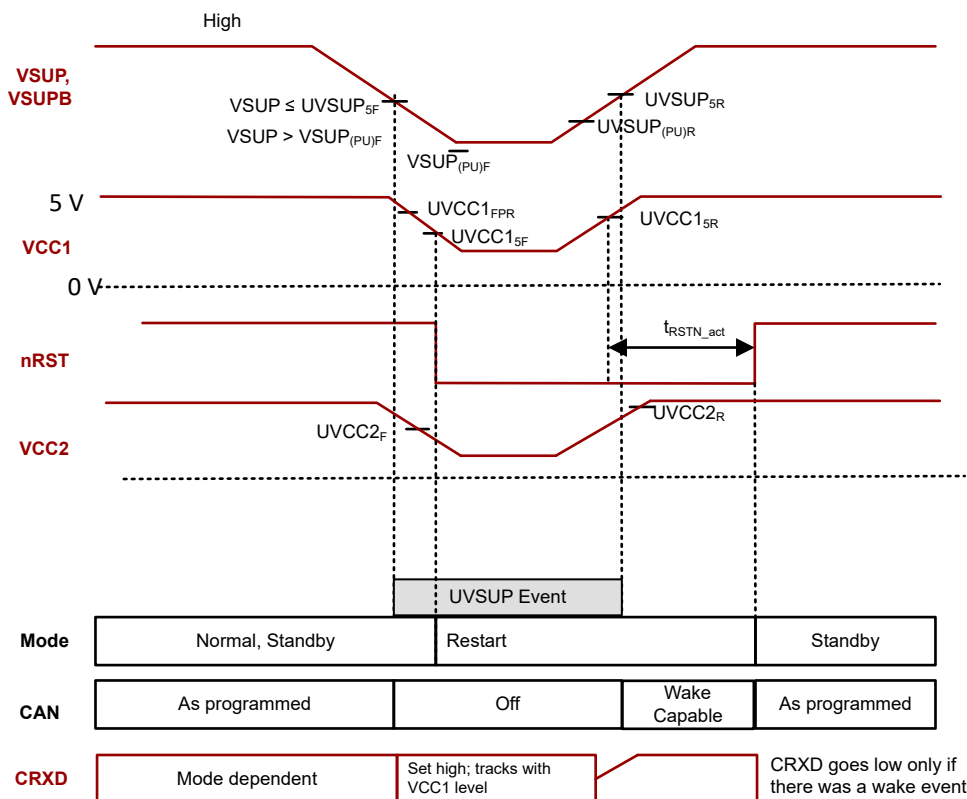 High
VSUP,
VSUPB
VSUP ≤ UVSUP5F
VSUP > VSUP(PU)F
UVSUP5R
UVSUP(PU)R
VSUP(PU)F
5 V
UVCC1FPR
UVCC15F
UVCC15R
VCC1
0 V
tRSTN_act
nRST
UVCC2F
UVCC2R
VCC2
UVSUP Event
Mode
Normal, Standby
Restart
Standby
CAN
As programmed
Off
Wake
Capable
As programmed
CRXD
Mode dependent
Set high; tracks with
VCC1 level
CRXD goes low only if
there was a wake event